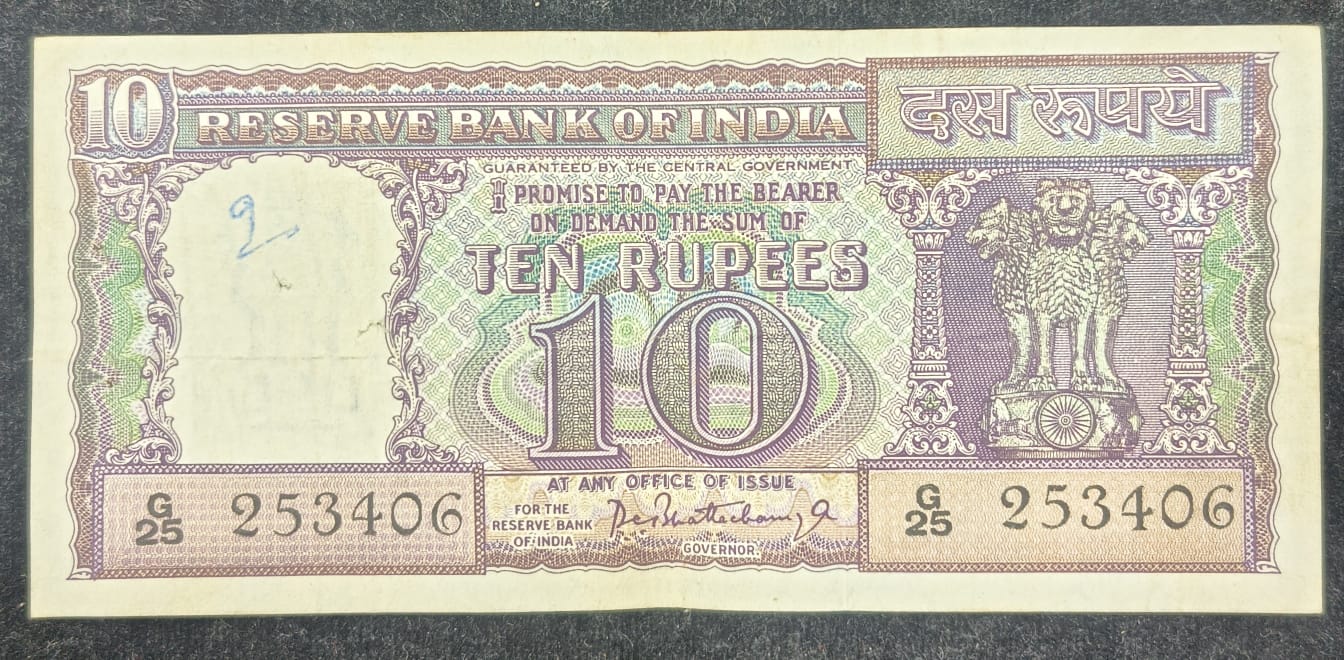 10
RESERVE BANK OF INDIA
दस रूपये
GUARANTEED BY THE CENTRAL GOVERNMENT
I PROMISE TO PAY THE BEARER
ON DEMAND THE SUM OF
TEN RUPEES
10
2
AT ANY OFFICE OF ISSUE
FOR THE
RESERVE BANK
OF INDIA
P c Bhattacharyya
GOVERNOR.
G
25 253406
G
25 253406